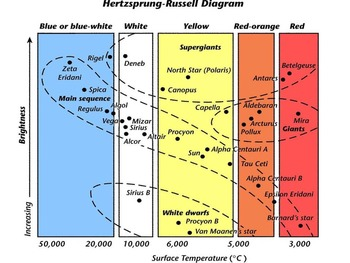 Hertzsprung-Russell Diagram
Blue or blue-white
White
Yellow
Red-orange
Red
Supergiants
Rigel
Deneb
Zeta
Eridani
North Star (Polaris)
Betelgeuse
Antares
Spica
Canopus
Main sequence
Regulus
Algol
Vega
Mizar
Sirius
Alcor
Altair
Capella
Aldebaran
Arcturus
Pollux
Mira
Giants
Procyon
Sun
Alpha Centauri A
Tau Ceti
Alpha Centauri B
Epsilon Eridani
Sirius B
White dwarfs
Procyon B
Van Maanen's star
Barnard's star
Brightness
Increasing
50,000
20,000
10,000
6,000
5,000
3,000
Surface Temperature (°C)